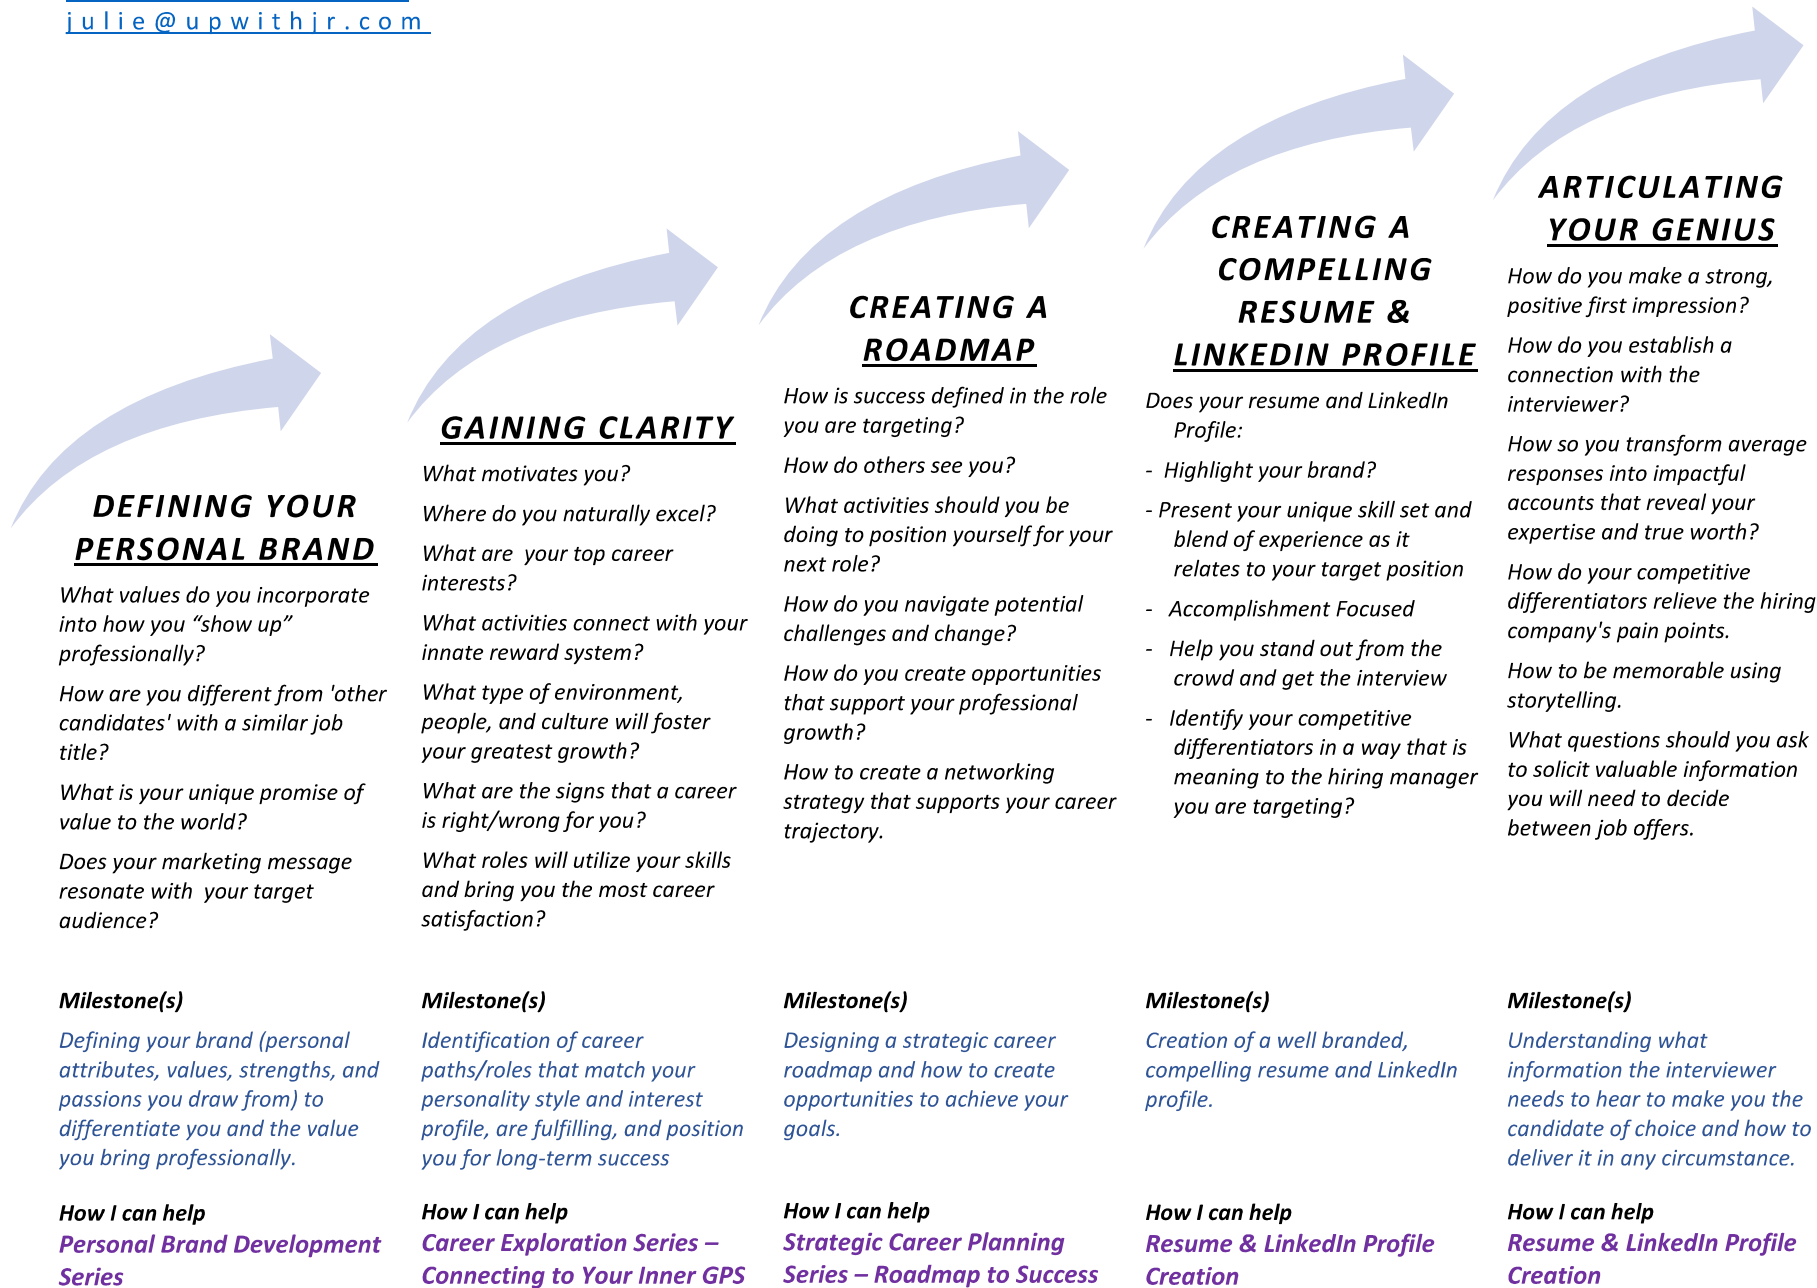 julie@upwithjr.com
DEFINING YOUR
PERSONAL BRAND
What values do you incorporate
into how you “show up”
professionally?
How are you different from 'other
candidates' with a similar job
title?
What is your unique promise of
value to the world?
Does your marketing message
resonate with  your target
audience?
Milestone(s)
Defining your brand (personal
attributes, values, strengths, and
passions you draw from) to
differentiate you and the value
you bring professionally.
How I can help
Personal Brand Development
Series
GAINING CLARITY
What motivates you?
Where do you naturally excel?
What are  your top career
interests?
What activities connect with your
innate reward system?
What type of environment,
people, and culture will foster
your greatest growth?
What are the signs that a career
is right/wrong for you?
What roles will utilize your skills
and bring you the most career
satisfaction?
Milestone(s)
Identification of career
paths/roles that match your
personality style and interest
profile, are fulfilling, and position
you for long-term success
How I can help
Career Exploration Series –
Connecting to Your Inner GPS
CREATING A
ROADMAP
How is success defined in the role
you are targeting?
How do others see you?
What activities should you be
doing to position yourself for your
next role?
How do you navigate potential
challenges and change?
How do you create opportunities
that support your professional
growth?
How to create a networking
strategy that supports your career
trajectory.
Milestone(s)
Designing a strategic career
roadmap and how to create
opportunities to achieve your
goals.
How I can help
Strategic Career Planning
Series – Roadmap to Success
CREATING A
COMPELLING
RESUME &
LINKEDIN PROFILE
Does your resume and LinkedIn
Profile:
- Highlight your brand?
- Present your unique skill set and
blend of experience as it
relates to your target position
- Accomplishment Focused
- Help you stand out from the
crowd and get the interview
- Identify your competitive
differentiators in a way that is
meaning to the hiring manager
you are targeting?
Milestone(s)
Creation of a well branded,
compelling resume and LinkedIn
profile.
How I can help
Resume & LinkedIn Profile
Creation
ARTICULATING
YOUR GENIUS
How do you make a strong,
positive first impression?
How do you establish a
connection with the
interviewer?
How so you transform average
responses into impactful
accounts that reveal your
expertise and true worth?
How do your competitive
differentiators relieve the hiring
company's pain points.
How to be memorable using
storytelling.
What questions should you ask
to solicit valuable information
you will need to decide
between job offers.
Milestone(s)
Understanding what
information the interviewer
needs to hear to make you the
candidate of choice and how to
deliver it in any circumstance.
How I can help
Resume & LinkedIn Profile
Creation